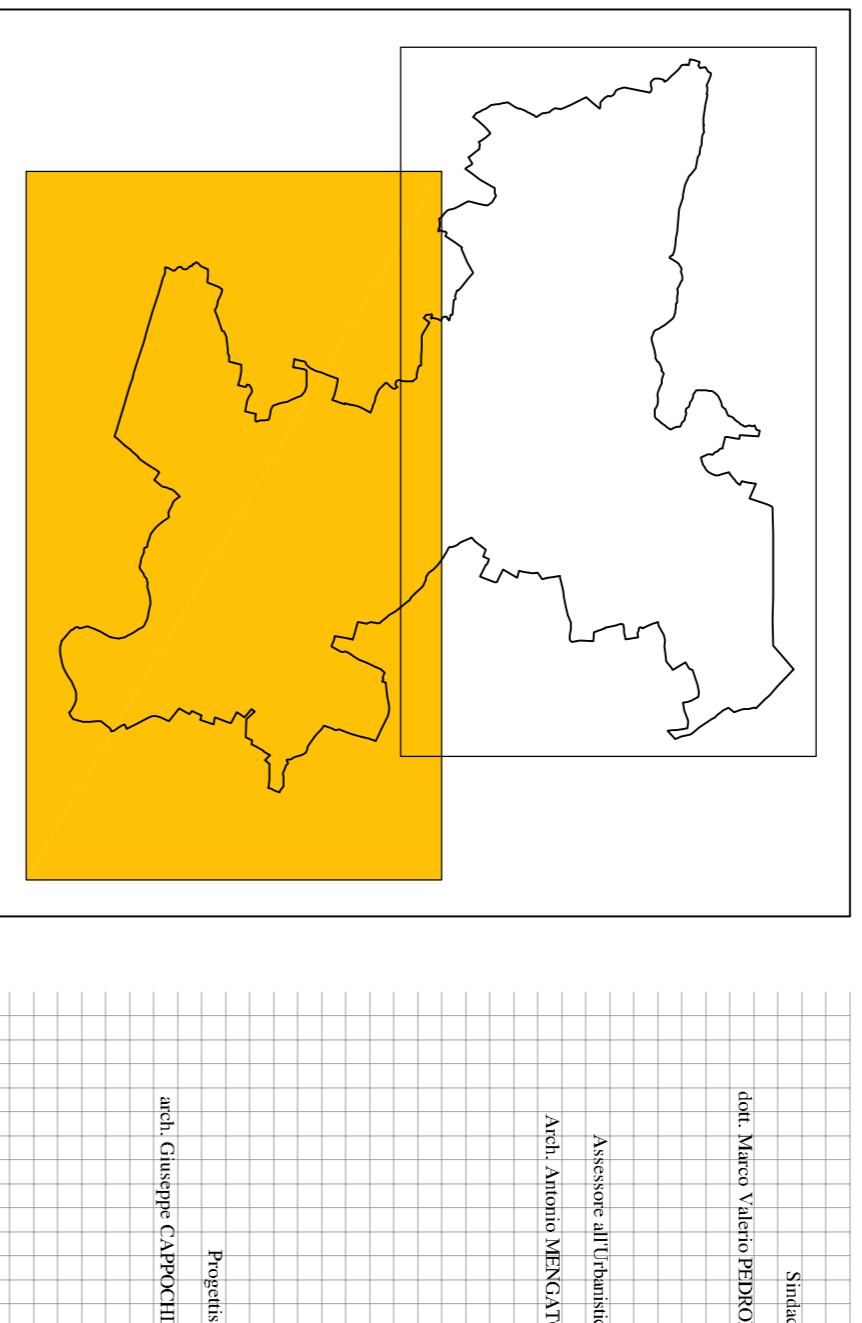 Sindac
dott. Marco Valerio PEDRO
Assessore all'Urbanistic
Arch. Antonio MENGAT
Progettis
arch. Giuseppe CAPPOCHI